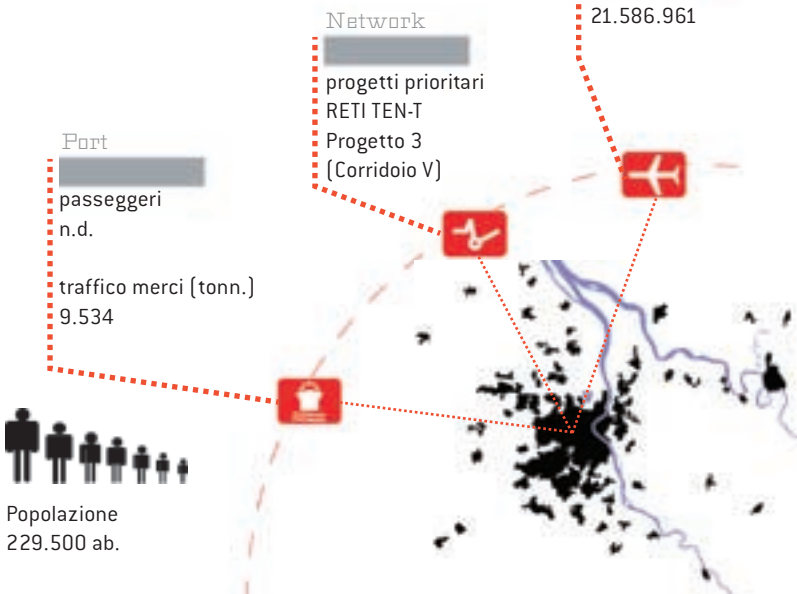 21.586.961
Network
progetti prioritari
RETI TEN-T
Progetto 3
(Corridoio V)
Port
passeggeri
n.d.
traffico merci (tonn.)
9.534
Popolazione
229.500 ab.